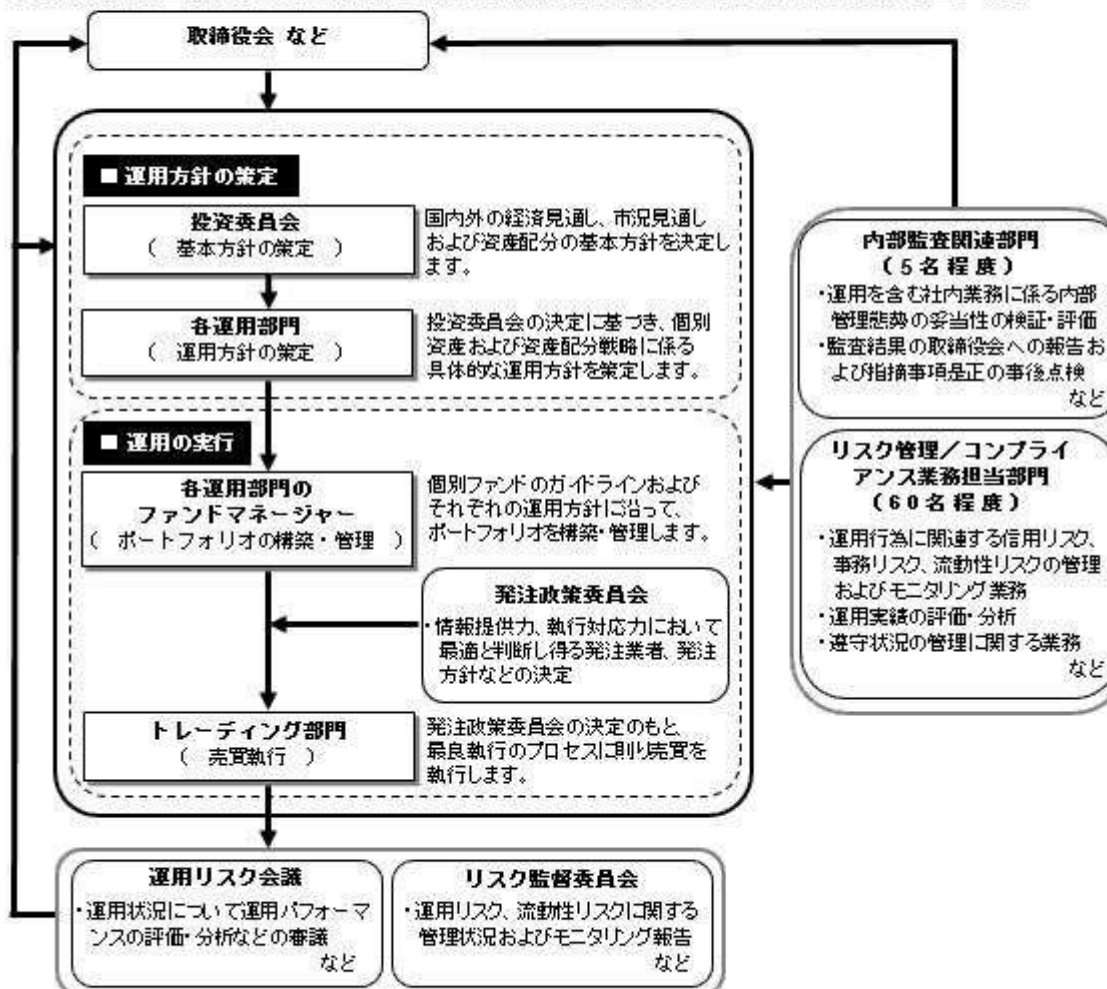 取締役会 など
■ 運用方針の策定
投資委員会
( 基本方針の策定 )
国内外の経済見通し、市況見通し
および資産配分の基本方針を決定し
ます。
各運用部門
( 運用方針の策定 )
投資委員会の決定に基づき、個別
資産および資産配分戦略に係る
具体的な運用方針を策定します。
■ 運用の実行
各運用部門の
ファンドマネージャー
( ポートフォリオの構築・管理 )
個別ファンドのガイドラインおよび
それぞれの運用方針に沿って、
ポートフォリオを構築・管理します。
発注政策委員会
・情報提供力、執行対応力において
最適と判断し得る発注業者、発注
方針などの決定
トレーディング部門
( 売買執行 )
発注政策委員会の決定のもと、
最良執行のプロセスに則り売買を
執行します。
運用リスク会議
・運用状況について運用パフォーマ
ンスの評価・分析などの審議
など
リスク監督委員会
・運用リスク、流動性リスクに関する
管理状況およびモニタリング報告
など
内部監査関連部門
(5名程度)
・運用を含む社内業務に係る内部
管理態勢の妥当性の検証・評価
・監査結果の取締役会への報告お
よび指摘事項是正の事後点検
など
リスク管理／コンプライ
アンス業務担当部門
(60名程度)
・運用行為に関連する信用リスク、
事務リスク、流動性リスクの管理
およびモニタリング業務
・運用実績の評価・分析
・遵守状況の管理に関する業務
など